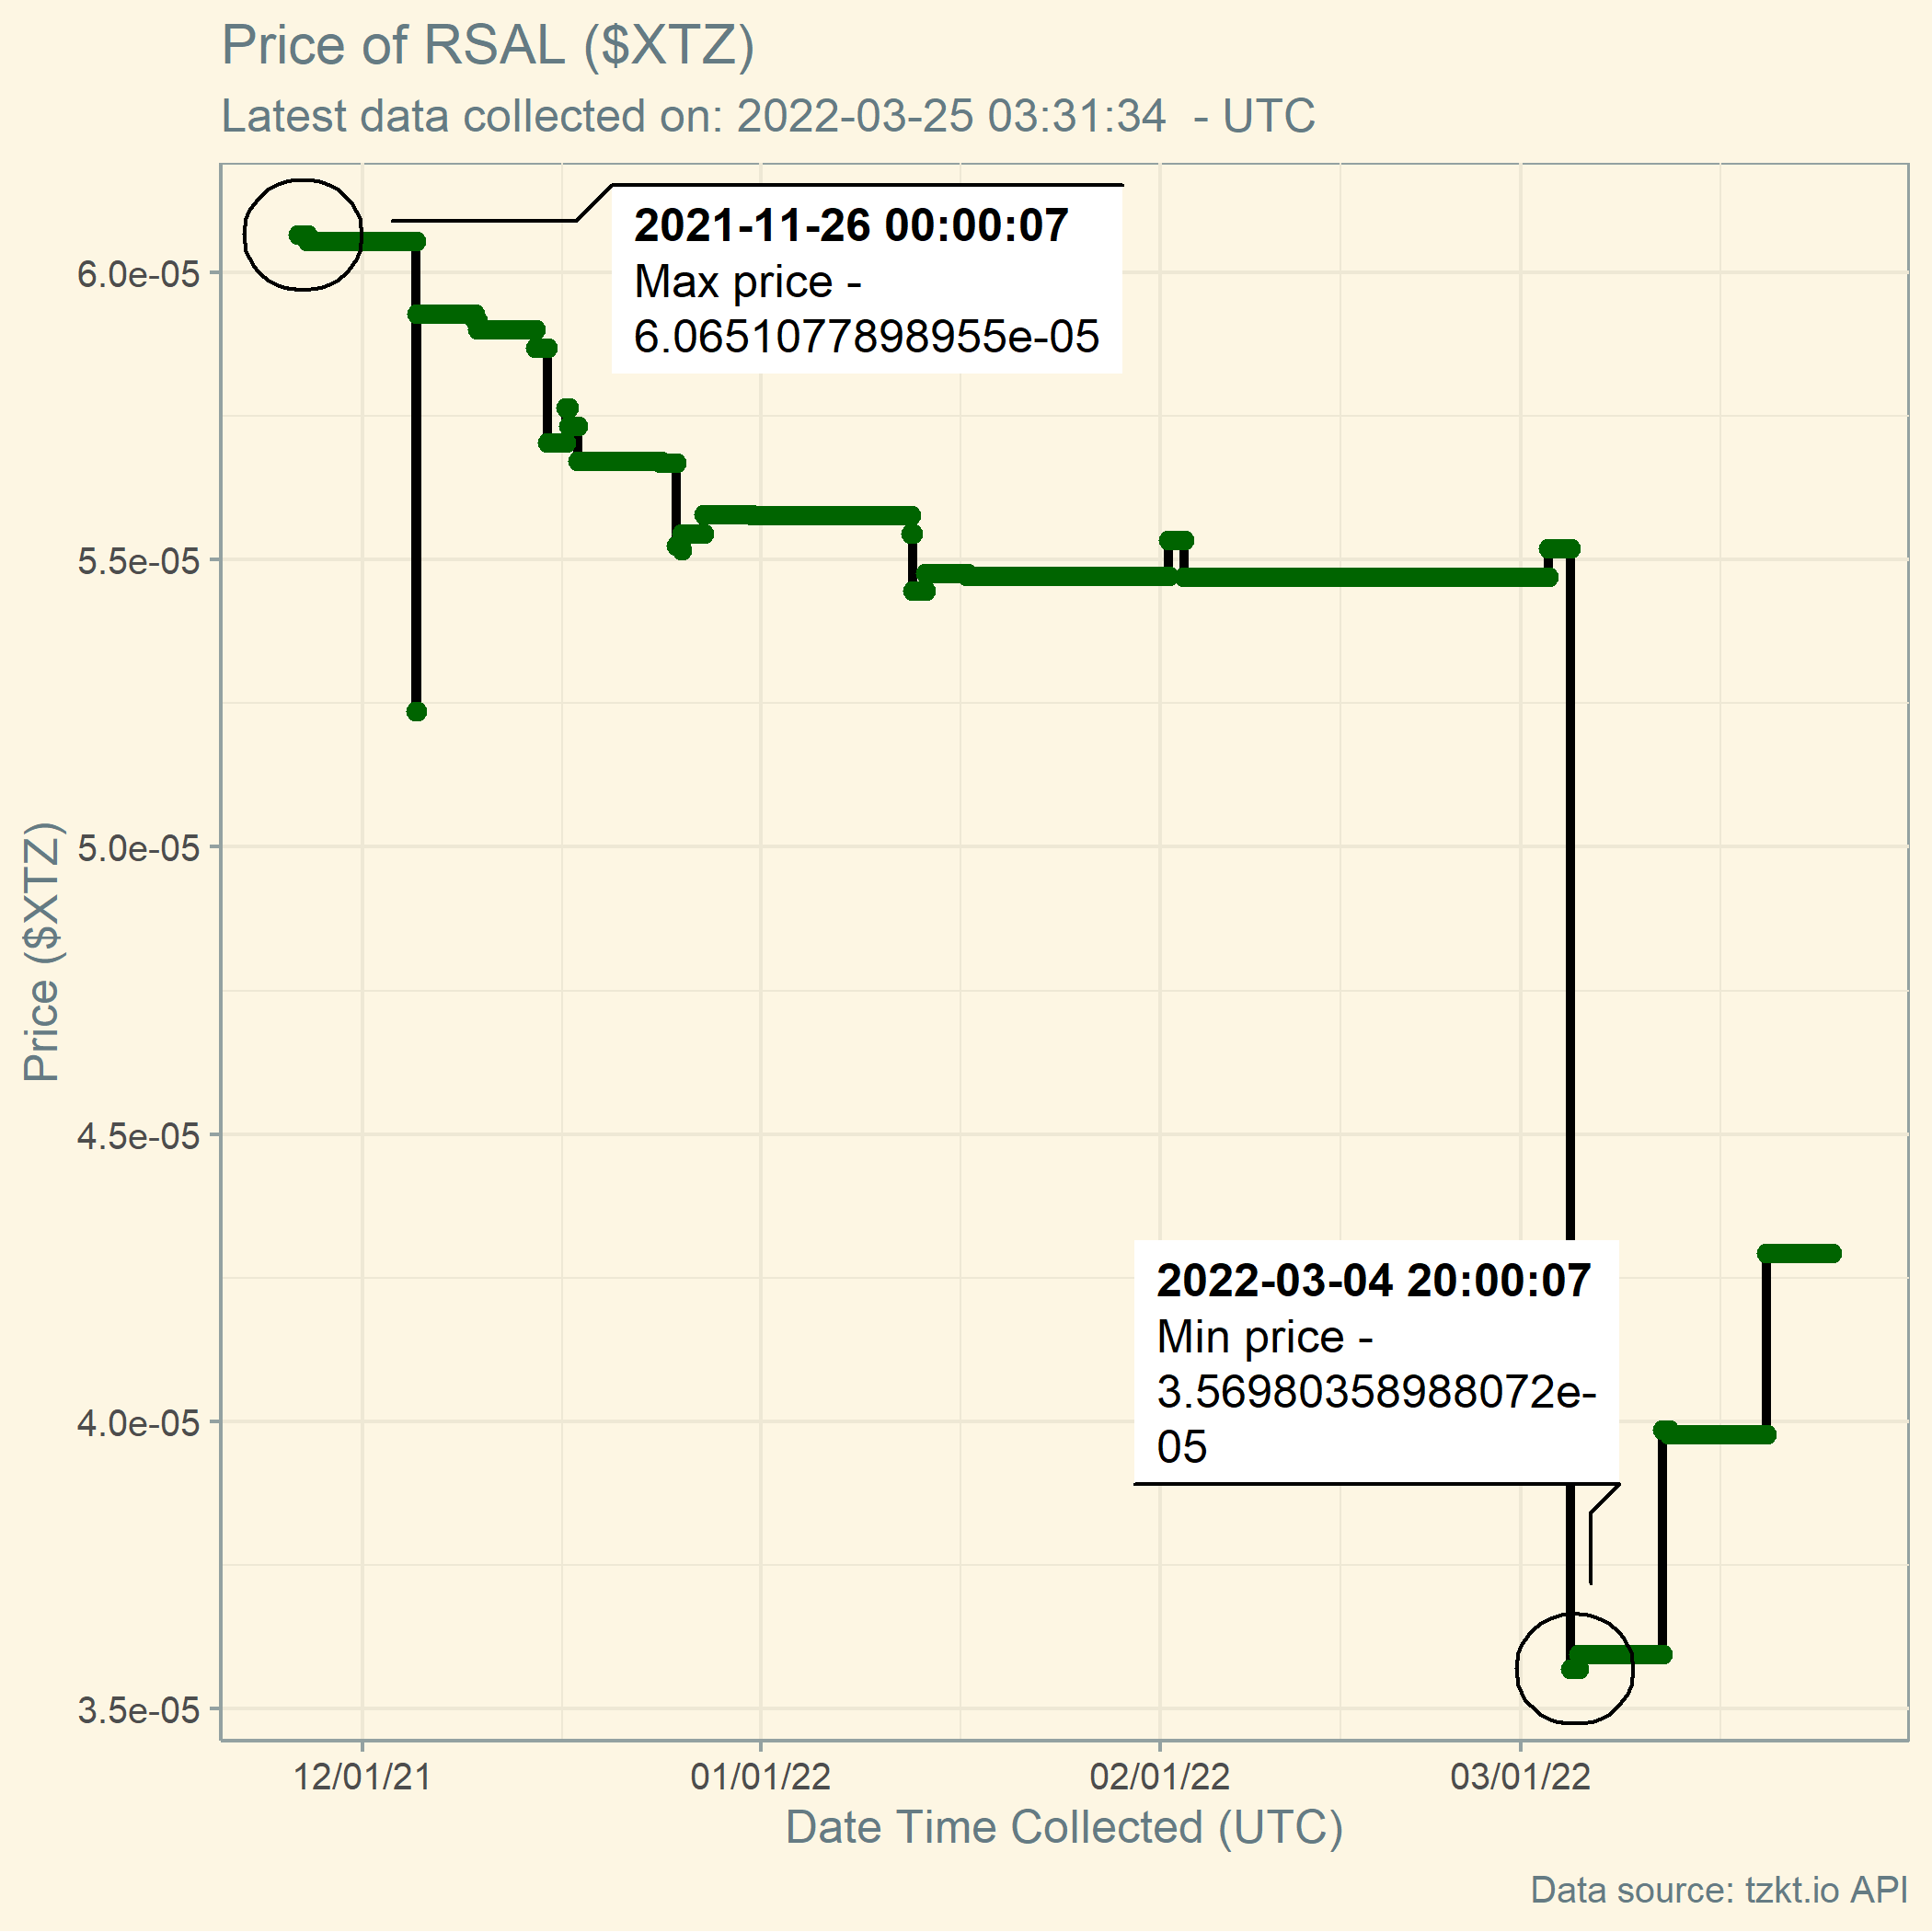 Price of RSAL ($XTZ)
Latest data collected on: 2022-03-25 03:31:34  - UTC
2021-11-26 00:00:07
Max price -
6.0651077898955e-05
6.0e-05
5.5e-05
5.0e-05
4.5e-05
4.0e-05
3.5e-05
Price ($XTZ)
2022-03-04 20:00:07
Min price -
3.56980358988072e-
05
12/01/21
01/01/22
02/01/22
03/01/22
Date Time Collected (UTC)
Data source: tzkt.io API